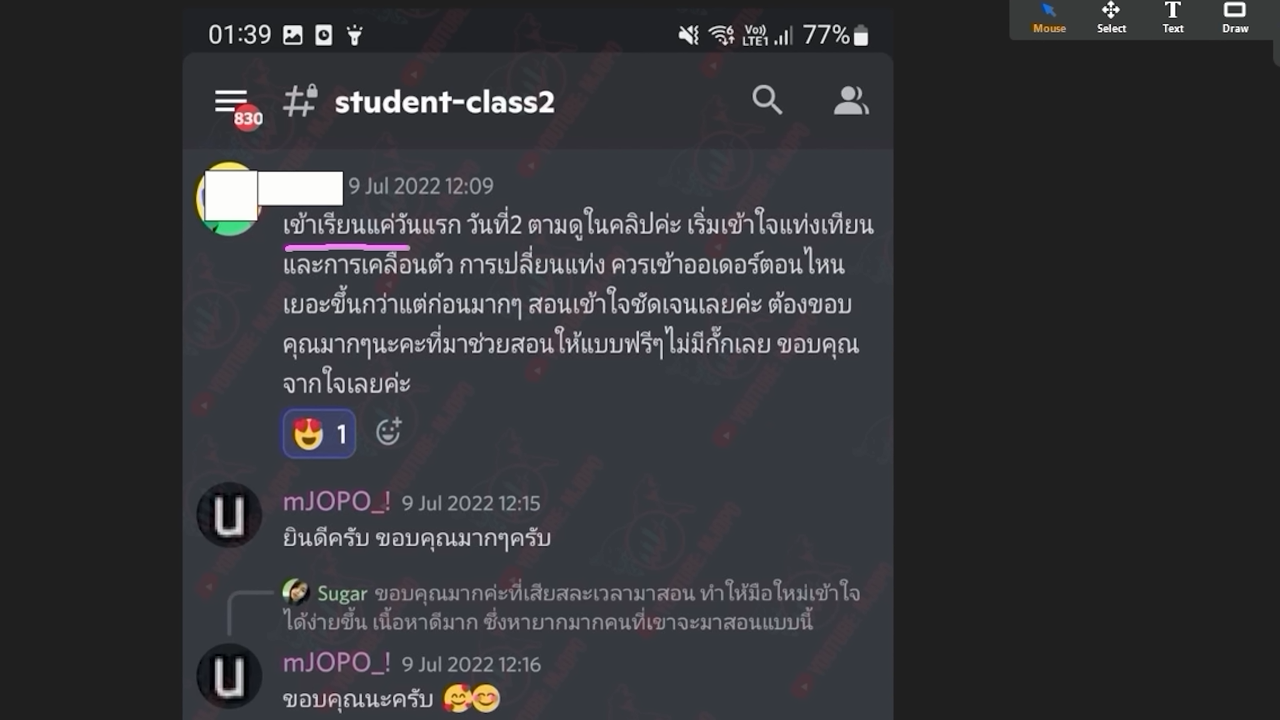 01:39 Vo) LTE1 77%
Mouse Select Text Draw
830 # student-class2
9 Jul 2022 12:09
เข้าเรียนแค่วันแรก วันที่2 ตามดูในคลิปค่ะ เริ่มเข้าใจแท่งเทียน
และการเคลื่อนตัว การเปลี่ยนแท่ง ควรเข้าออเดอร์ตอนไหน
เยอะขึ้นกว่าแต่ก่อนมากๆ สอนเข้าใจชัดเจนเลยค่ะ ต้องขอบ
คุณมากๆนะคะที่มาช่วยสอนให้แบบฟรีๆไม่มีกั๊กเลย ขอบคุณ
จากใจเลยค่ะ
😍 1
mJOPO_! 9 Jul 2022 12:15
ยินดีครับ ขอบคุณมากๆครับ
Sugar ขอบคุณมากค่ะที่เสียสละเวลามาสอน ทำให้มือใหม่เข้าใจ
ได้ง่ายขึ้น เนื้อหาดีมาก ซึ่งหายากมากคนที่เขาจะมาสอนแบบนี้
mJOPO_! 9 Jul 2022 12:16
ขอบคุณนะครับ 🥰😊